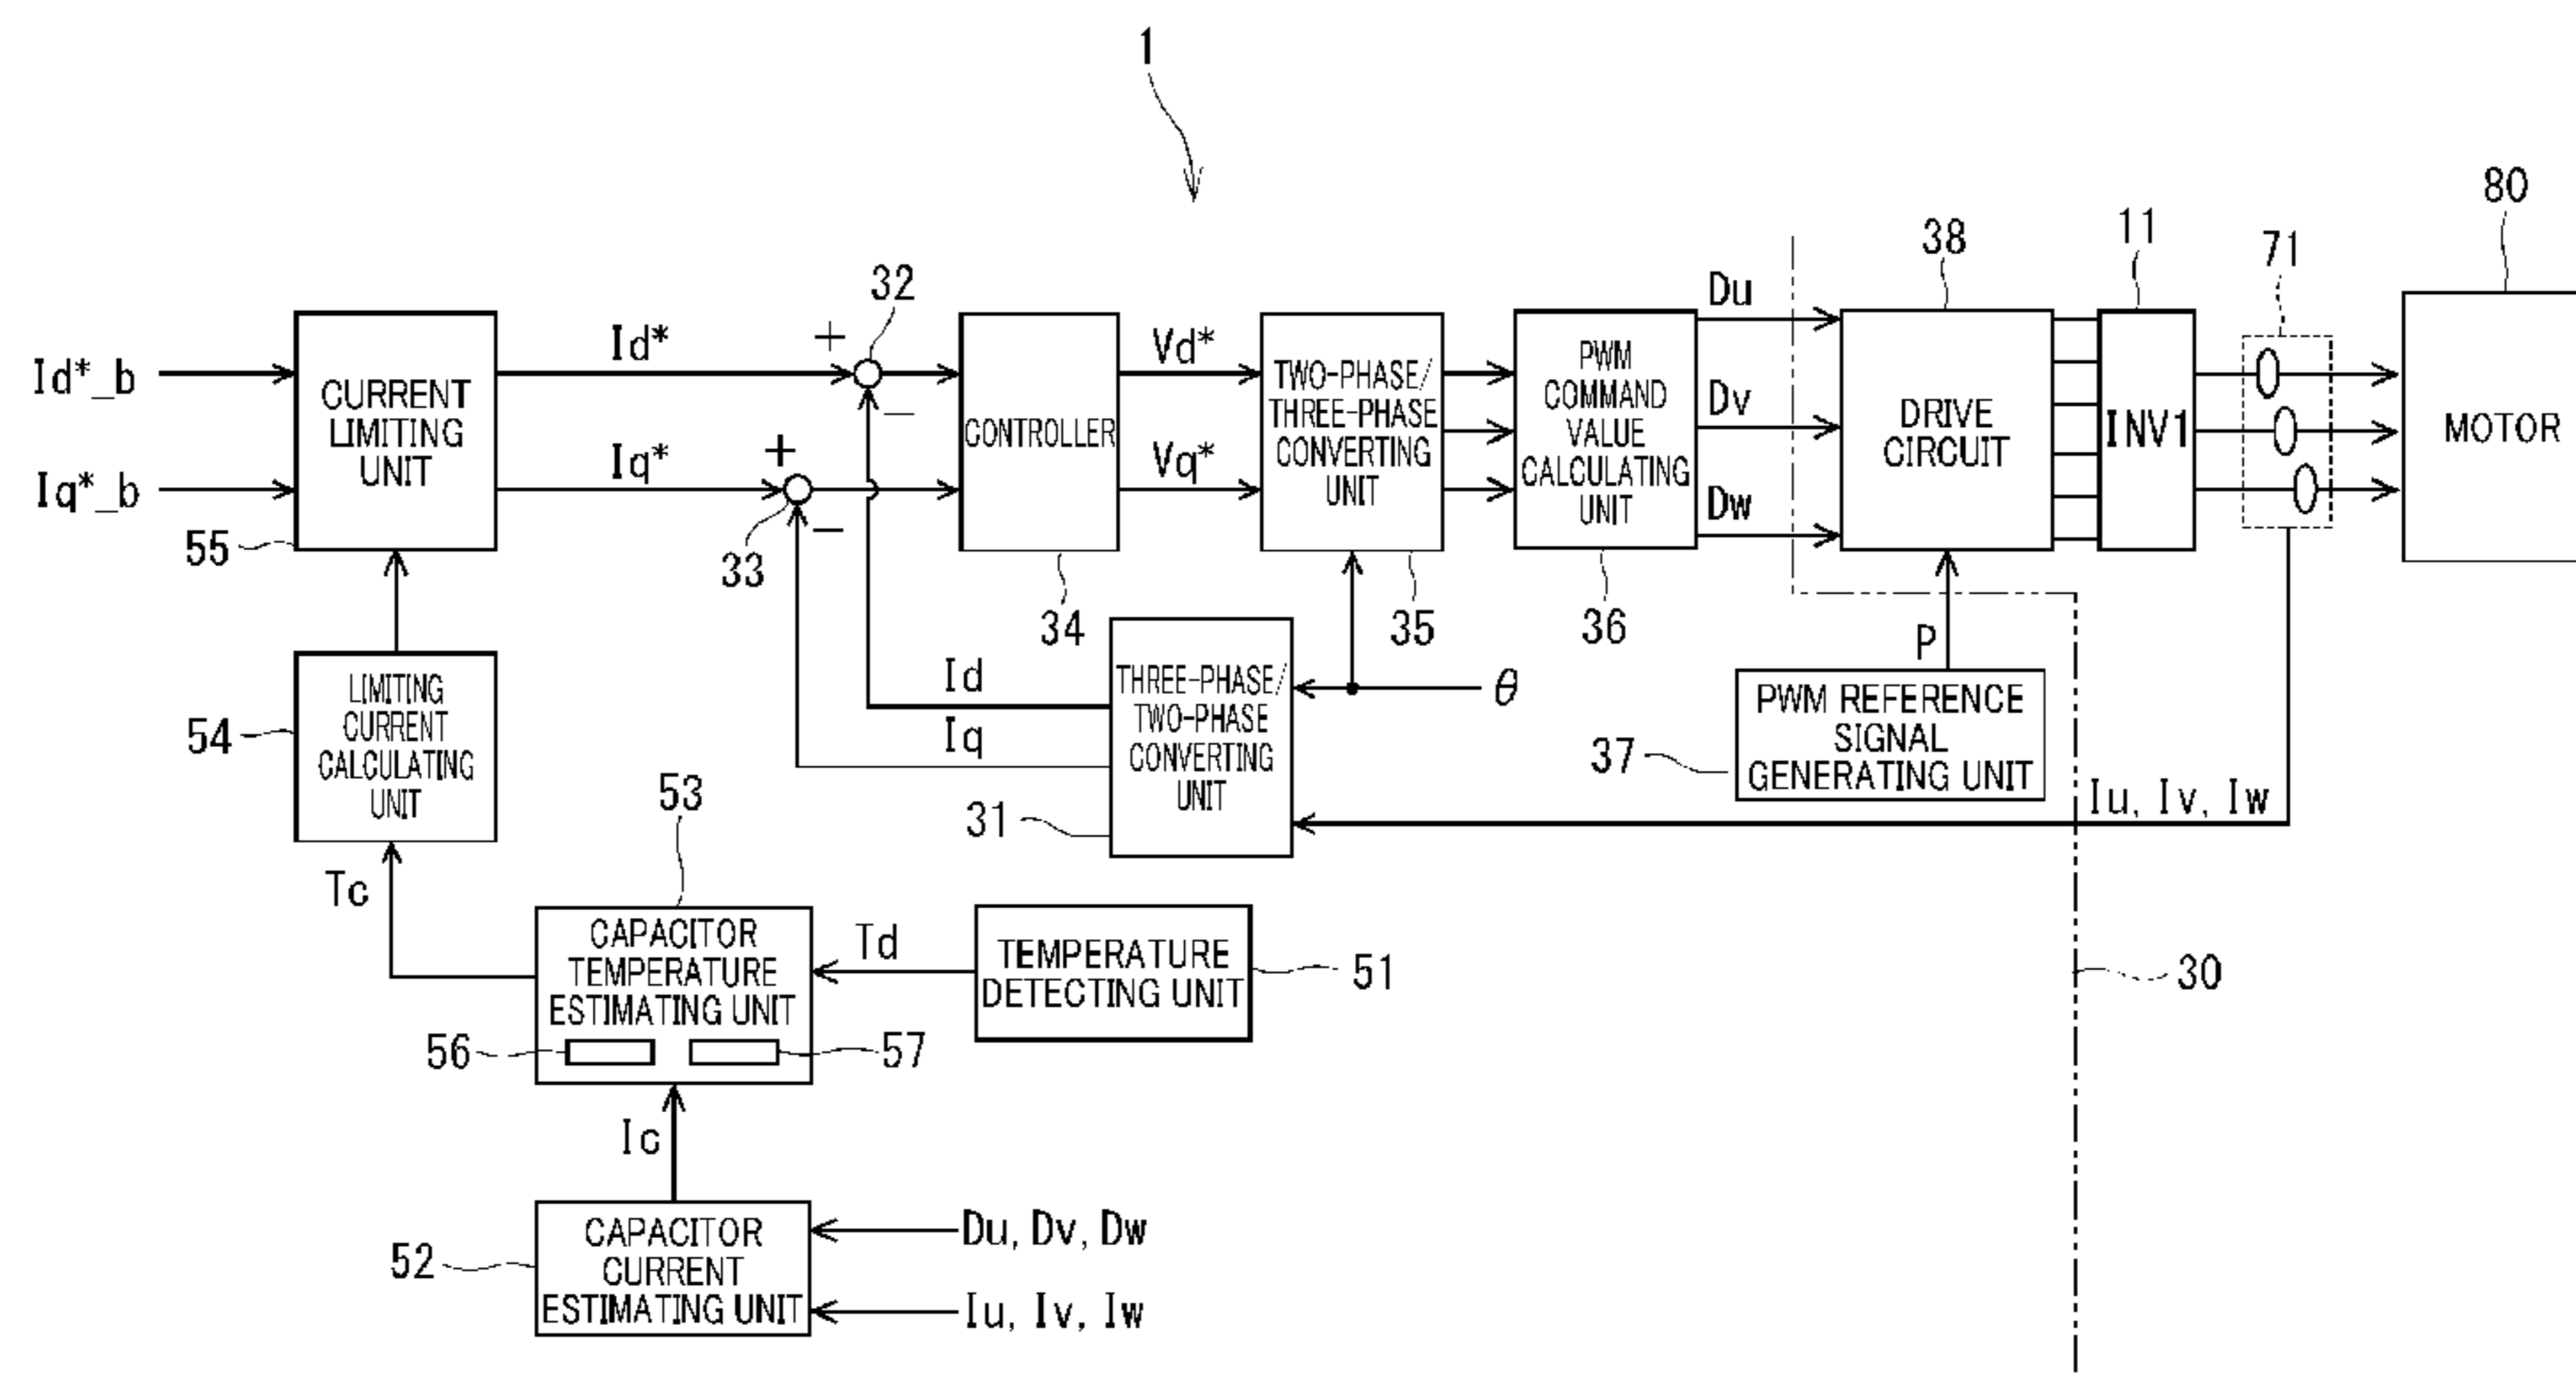 1
80
38
11
71
32
Du
Id*_b
Id*
+
−
Vd*
CURRENT
LIMITING
UNIT
CONTROLLER
TWO-PHASE/
THREE-PHASE
CONVERTING
UNIT
PWM
COMMAND
VALUE
CALCULATING
UNIT
Dv
DRIVE
CIRCUIT
INV1
MOTOR
Iq*_b
Iq*
+
−
Vq*
Dw
55
33
34
35
36
P
54
LIMITING
CURRENT
CALCULATING
UNIT
Id
Iq
THREE-PHASE/
TWO-PHASE
CONVERTING
UNIT
θ
31
37
PWM REFERENCE
SIGNAL
GENERATING UNIT
Iu, Iv, Iw
Tc
53
CAPACITOR
TEMPERATURE
ESTIMATING UNIT
56
57
Td
TEMPERATURE
DETECTING UNIT
51
30
Ic
52
CAPACITOR
CURRENT
ESTIMATING UNIT
Du, Dv, Dw
Iu, Iv, Iw